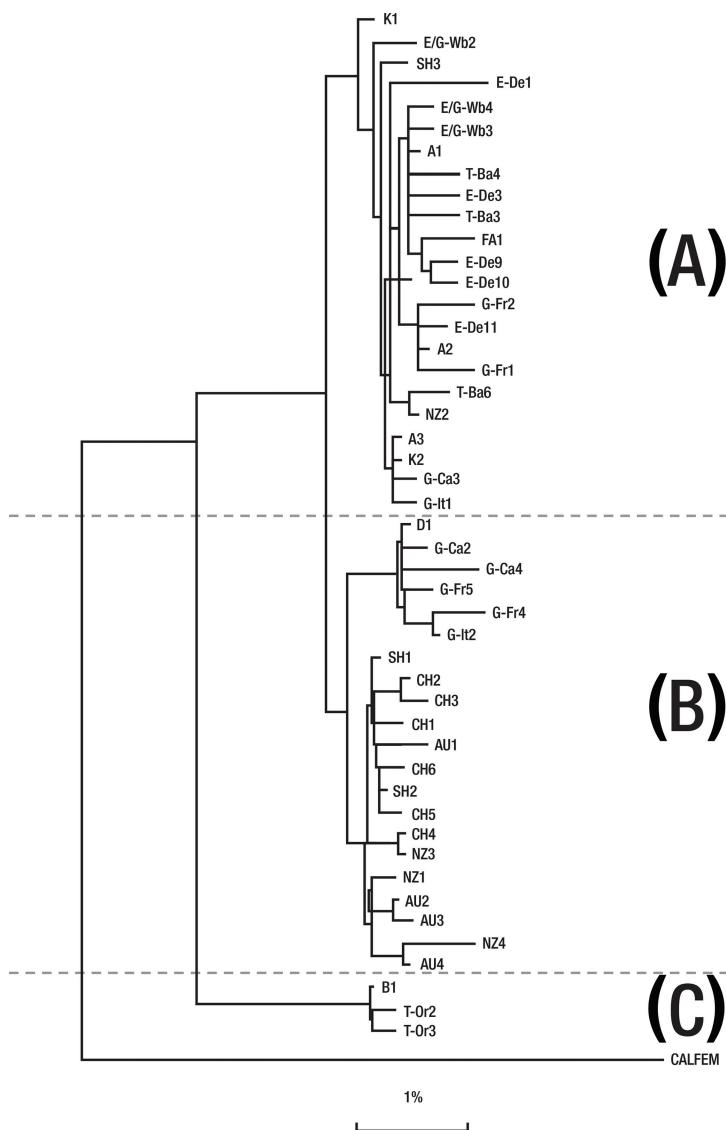 K1
E/G-Wb2
SH3
E-De1
E/G-Wb4
E/G-Wb3
A1
T-Ba4
E-De3
T-Ba3
FA1
(A)
E-De9
E-De10
G-Fr2
E-De11
A2
G-Fr1
T-Ba6
NZ2
A3
K2
G-Ca3
G-It1
D1
G-Ca2
G-Ca4
G-Fr5
G-Fr4
G-It2
SH1
CH2
CH3
(B)
CH1
AU1
CH6
SH2
CH5
CH4
NZ3
NZ1
AU2
AU3
NZ4
AU4
B1
(C)
T-Or2
T-Or3
CALFEM
1%